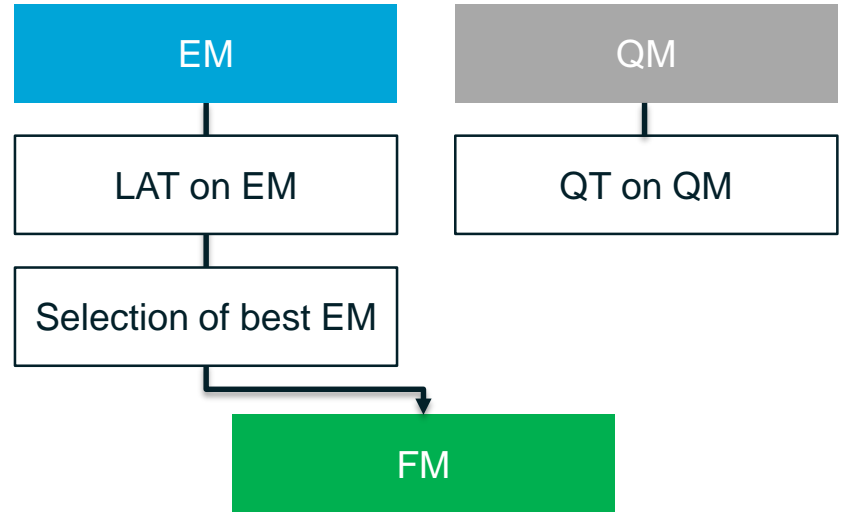 EM
QM
LAT on EM
QT on QM
Selection of best EM
FM